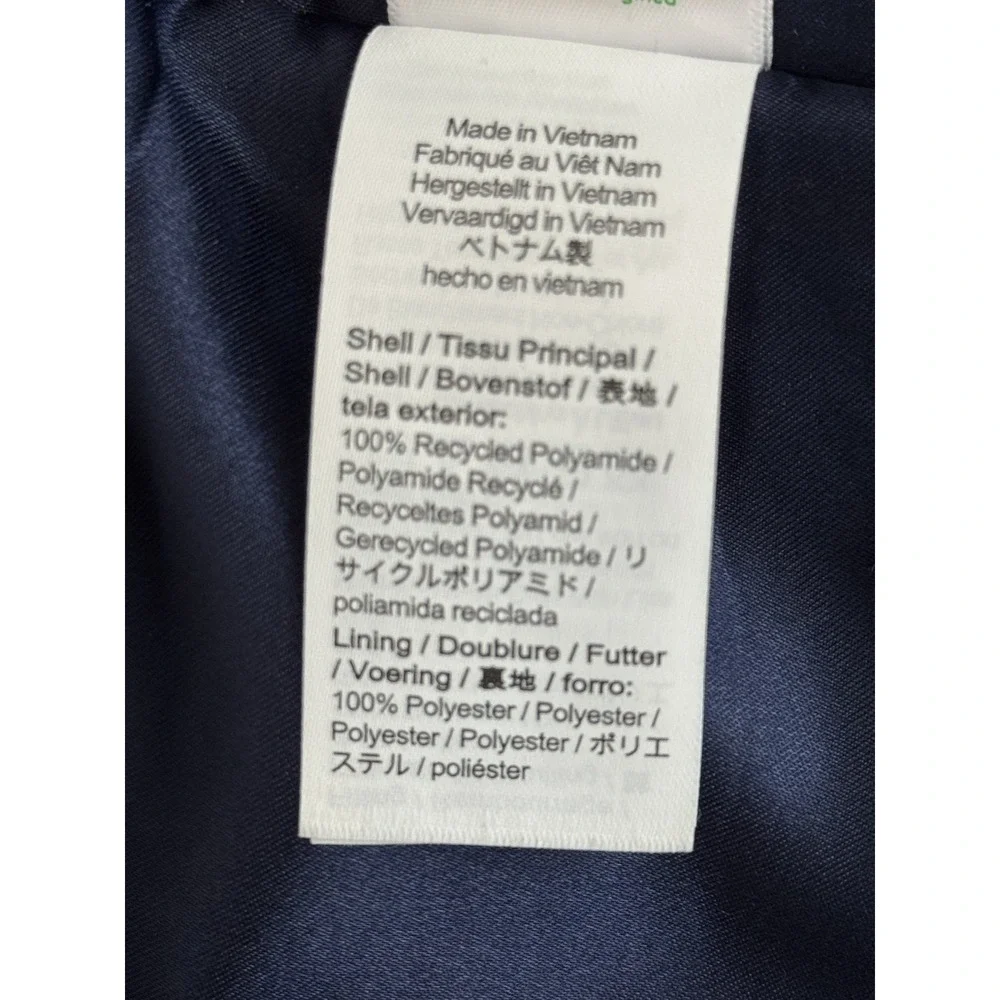 Made in Vietnam
Fabriqué au Viêt Nam
Hergestellt in Vietnam
Vervaardigd in Vietnam
ベトナム製
hecho en vietnam
Shell / Tissu Principal /
Shell / Bovenstof / 表地 /
tela exterior:
100% Recycled Polyamide /
Polyamide Recyclé /
Recyceltes Polyamid /
Gerecycled Polyamide / リ
サイクルポリアミド /
poliamida reciclada
Lining / Doublure / Futter
/ Voering / 裏地 / forro:
100% Polyester / Polyester /
Polyester / Polyester / ポリエ
ステル / poliéster